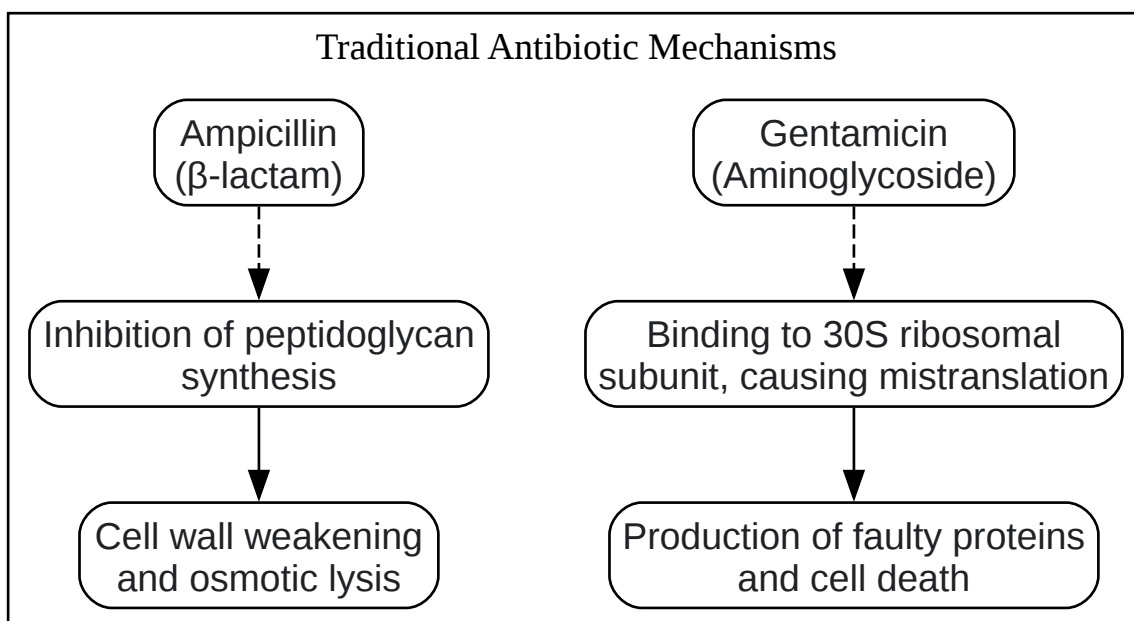 Traditional Antibiotic Mechanisms
Ampicillin
(β-lactam)
Gentamicin
(Aminoglycoside)
Inhibition of peptidoglycan
synthesis
Binding to 30S ribosomal
subunit, causing mistranslation
Cell wall weakening
and osmotic lysis
Production of faulty proteins
and cell death